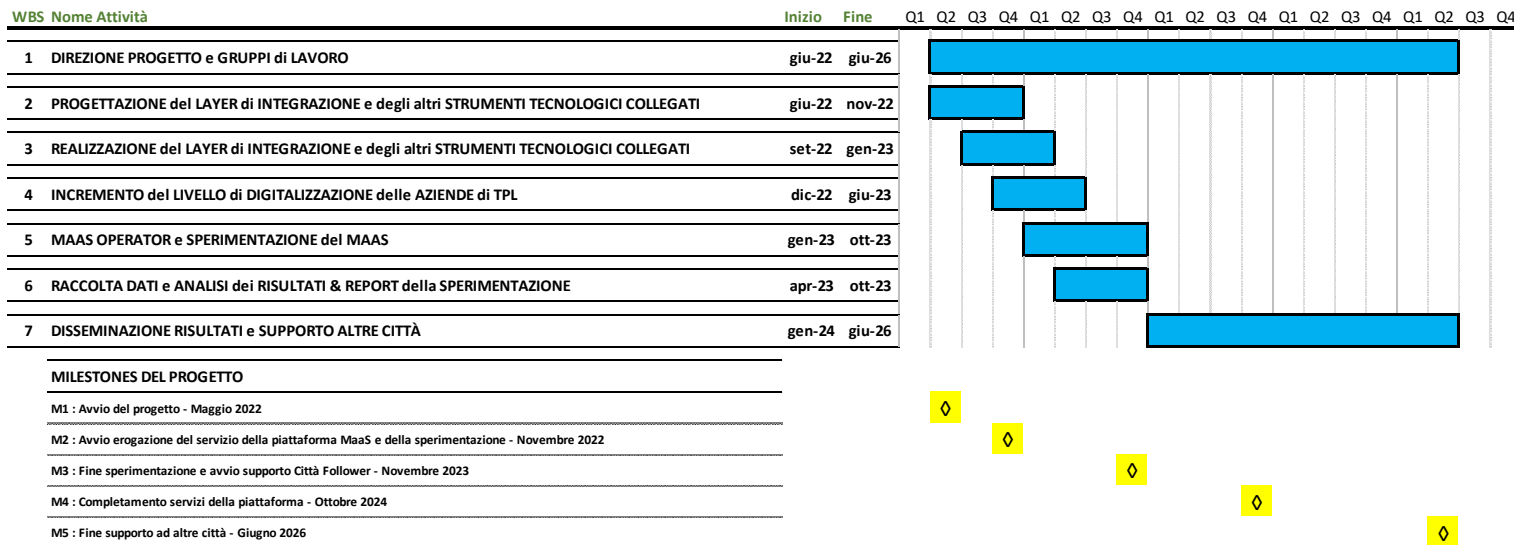 WBS Nome Attività Inizio Fine Q1 Q2 Q3 Q4 Q1 Q2 Q3 Q4 Q1 Q2 Q3 Q4 Q1 Q2 Q3 Q4 Q1 Q2 Q3 Q4
1 DIREZIONE PROGETTO e GRUPPI di LAVORO giu-22 giu-26
2 PROGETTAZIONE del LAYER di INTEGRAZIONE e degli altri STRUMENTI TECNOLOGICI COLLEGATI giu-22 nov-22
3 REALIZZAZIONE del LAYER di INTEGRAZIONE e degli altri STRUMENTI TECNOLOGICI COLLEGATI set-22 gen-23
4 INCREMENTO del LIVELLO di DIGITALIZZAZIONE delle AZIENDE di TPL dic-22 giu-23
5 MAAS OPERATOR e SPERIMENTAZIONE del MAAS gen-23 ott-23
6 RACCOLTA DATI e ANALISI dei RISULTATI & REPORT della SPERIMENTAZIONE apr-23 ott-23
7 DISSEMINAZIONE RISULTATI e SUPPORTO ALTRE CITTÀ gen-24 giu-26
MILESTONES DEL PROGETTO
M1 : Avvio del progetto - Maggio 2022 ◊
M2 : Avvio erogazione del servizio della piattaforma MaaS e della sperimentazione - Novembre 2022 ◊
M3 : Fine sperimentazione e avvio supporto Città Follower - Novembre 2023 ◊
M4 : Completamento servizi della piattaforma - Ottobre 2024 ◊
M5 : Fine supporto ad altre città - Giugno 2026 ◊